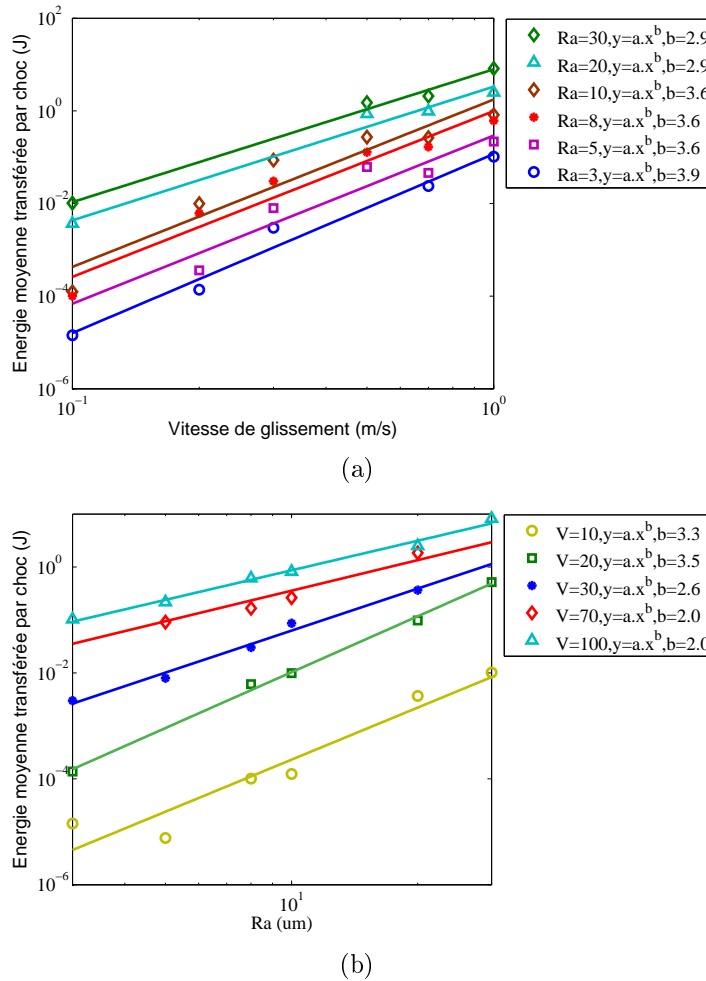 Energie moyenne transférée par choc (J)
10^2
10^0
10^-2
10^-4
10^-6
10^-1
10^0
Vitesse de glissement (m/s)
Ra=30,y=a.x^b,b=2.9
Ra=20,y=a.x^b,b=2.9
Ra=10,y=a.x^b,b=3.6
Ra=8,y=a.x^b,b=3.6
Ra=5,y=a.x^b,b=3.6
Ra=3,y=a.x^b,b=3.9
(a)
Energie moyenne transférée par choc (J)
10^0
10^-2
10^-4
10^-6
10^1
Ra (um)
V=10,y=a.x^b,b=3.3
V=20,y=a.x^b,b=3.5
V=30,y=a.x^b,b=2.6
V=70,y=a.x^b,b=2.0
V=100,y=a.x^b,b=2.0
(b)